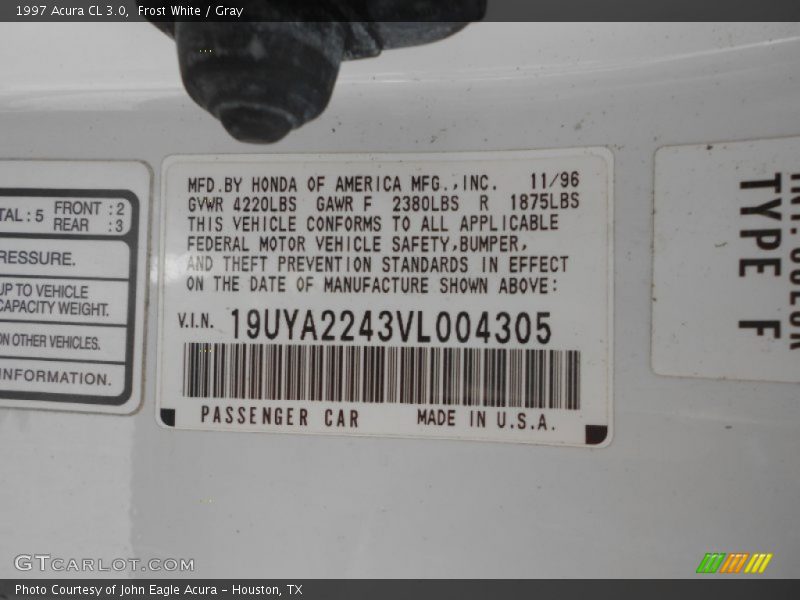 1997 Acura CL 3.0,  Frost White / Gray
TAL : 5 FRONT : 2
REAR : 3
RESSURE.
UP TO VEHICLE
CAPACITY WEIGHT.
ON OTHER VEHICLES.
INFORMATION.
MFD.BY HONDA OF AMERICA MFG.,INC. 11/96
GVWR 4220LBS GAWR F 2380LBS R 1875LBS
THIS VEHICLE CONFORMS TO ALL APPLICABLE
FEDERAL MOTOR VEHICLE SAFETY,BUMPER,
AND THEFT PREVENTION STANDARDS IN EFFECT
ON THE DATE OF MANUFACTURE SHOWN ABOVE:
V.I.N. 19UYA2243VL004305
PASSENGER CAR MADE IN U.S.A.
TYPE F
GTCARLOT.COM
Photo Courtesy of John Eagle Acura - Houston, TX